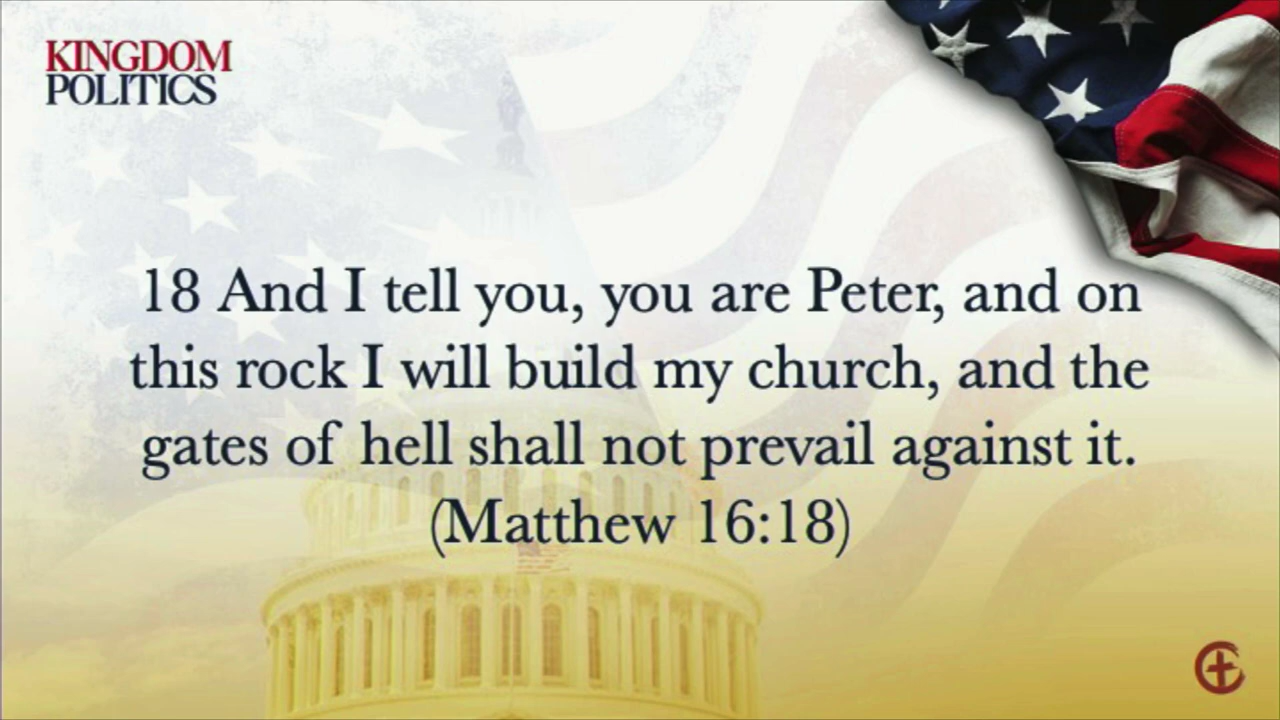 KINGDOM
POLITICS
18 And I tell you, you are Peter, and on
this rock I will build my church, and the
gates of hell shall not prevail against it.
(Matthew 16:18)